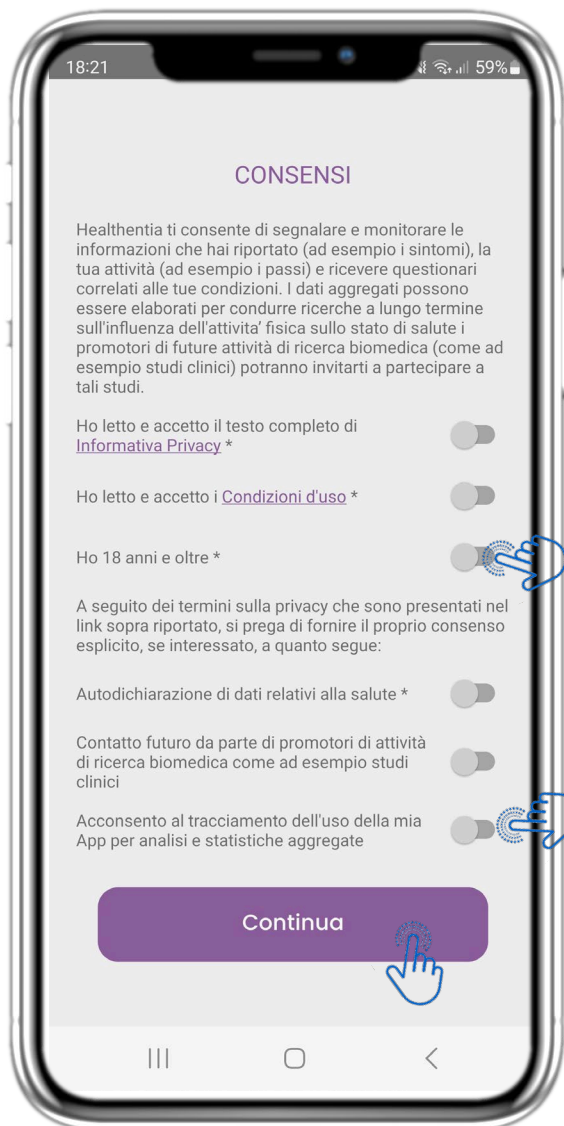 18:21
59%
CONSENSI
Healthentia ti consente di segnalare e monitorare le
informazioni che hai riportato (ad esempio i sintomi), la
tua attività (ad esempio i passi) e ricevere questionari
correlati alle tue condizioni. I dati aggregati possono
essere elaborati per condurre ricerche a lungo termine
sull'influenza dell'attivita' fisica sullo stato di salute i
promotori di future attività di ricerca biomedica (come ad
esempio studi clinici) potranno invitarti a partecipare a
tali studi.
Ho letto e accetto il testo completo di
Informativa Privacy *
Ho letto e accetto i Condizioni d'uso *
Ho 18 anni e oltre *
A seguito dei termini sulla privacy che sono presentati nel
link sopra riportato, si prega di fornire il proprio consenso
esplicito, se interessato, a quanto segue:
Autodichiarazione di dati relativi alla salute *
Contatto futuro da parte di promotori di attività
di ricerca biomedica come ad esempio studi
clinici
Acconsento al tracciamento dell'uso della mia
App per analisi e statistiche aggregate
Continua